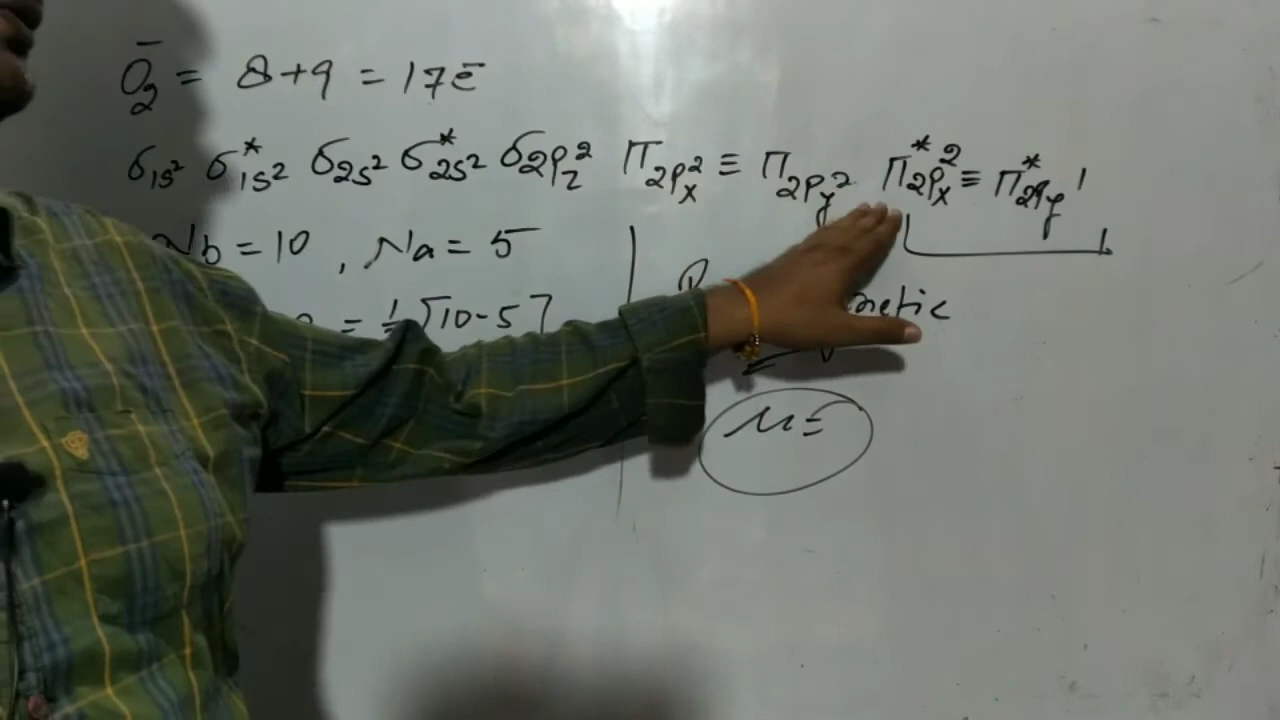 O₂⁻ = 8+9 = 17e⁻
σ1s² σ*1s² σ2s² σ*2s² σ2pz² π2px² ≡ π2py² π*2px² ≡ π*2py¹
Nb = 10 , Na = 5
= ½[10-5]
μ=